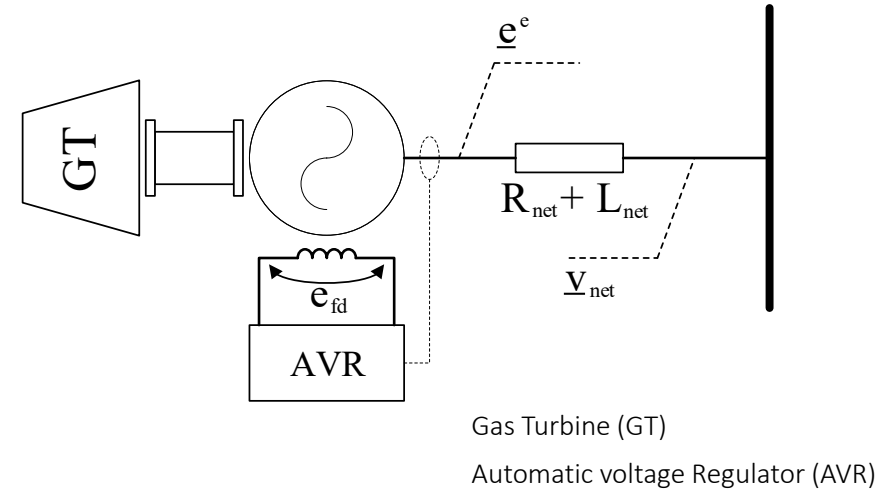 e^e
GT
R_net + L_net
v_net
e_fd
AVR
Gas Turbine (GT)
Automatic voltage Regulator (AVR)